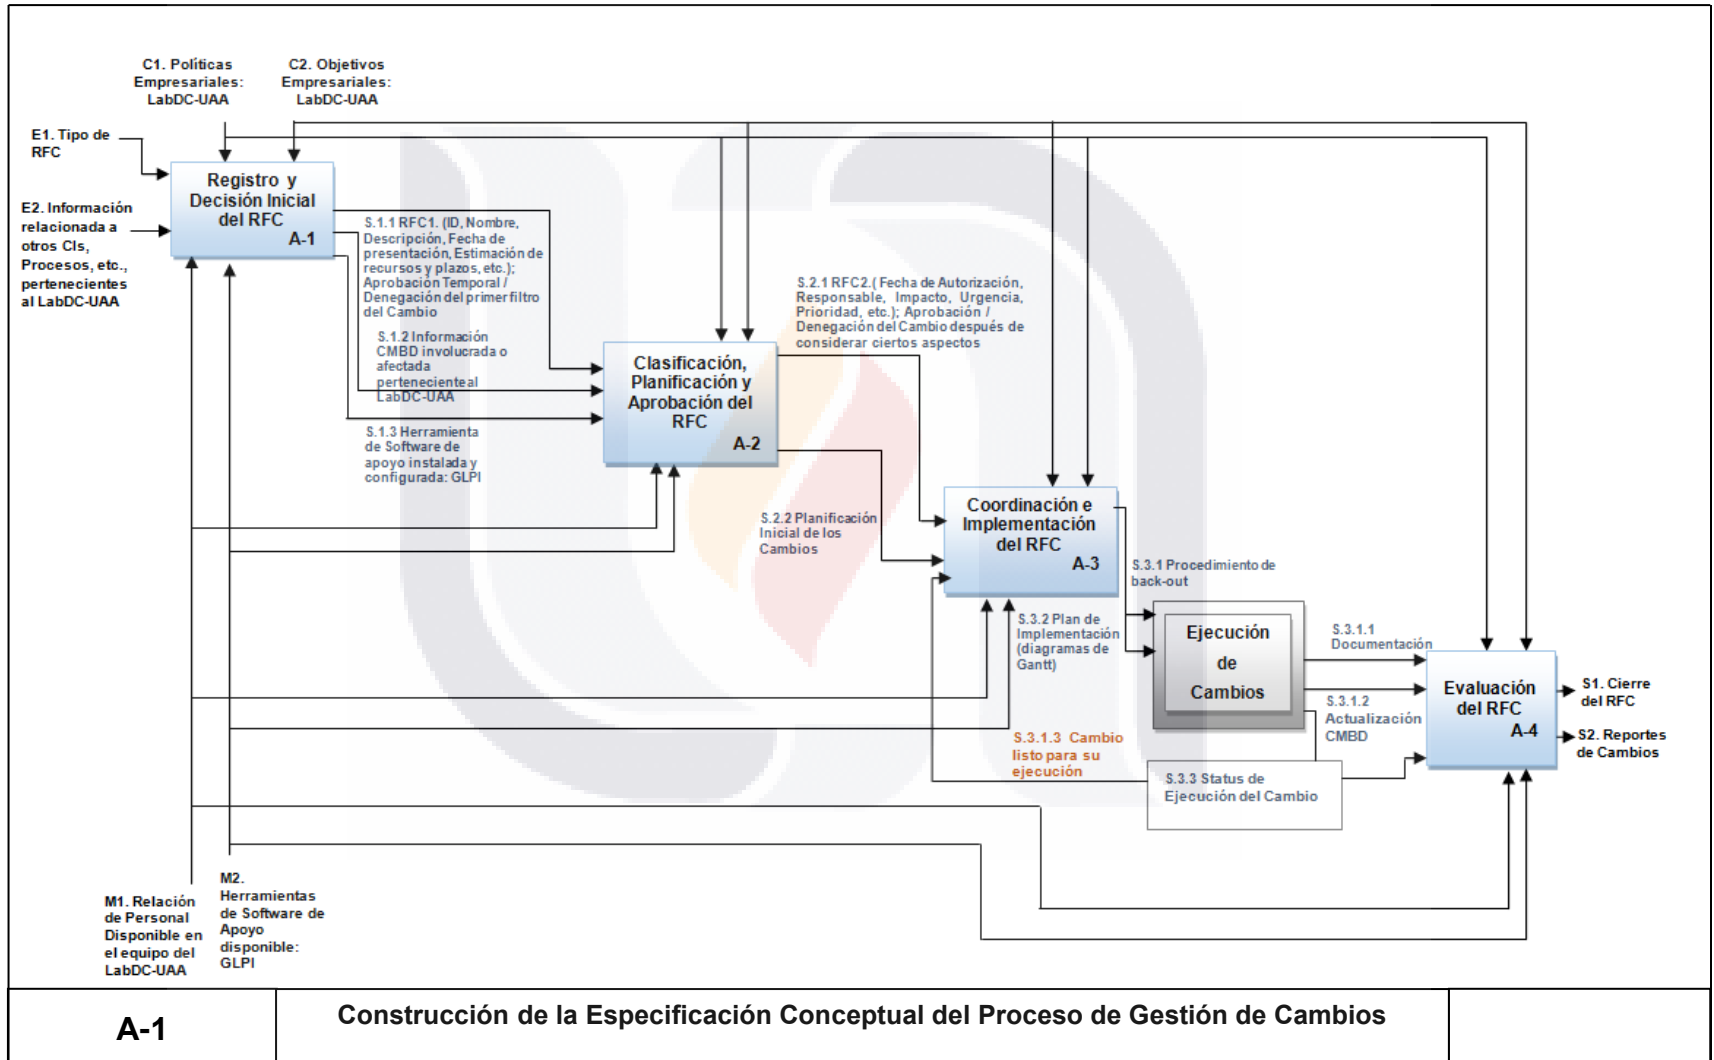 C1. Políticas
Empresariales:
LabDC-UAA
C2. Objetivos
Empresariales:
LabDC-UAA
E1. Tipo de
RFC
E2. Información
relacionada a
otros CIs,
Procesos, etc.,
pertenecientes
al LabDC-UAA
Registro y
Decisión Inicial
del RFC
A-1
S.1.1 RFC1. (ID, Nombre,
Descripción, Fecha de
presentación, Estimación de
recursos y plazos, etc.);
Aprobación Temporal /
Denegación del primer filtro
del Cambio
S.1.2 Información
CMBD involucrada o
afectada
perteneciente al
LabDC-UAA
S.1.3 Herramienta
de Software de
apoyo instalada y
configurada: GLPI
Clasificación,
Planificación y
Aprobación del
RFC
A-2
S.2.1 RFC2.( Fecha de Autorización,
Responsable, Impacto, Urgencia,
Prioridad, etc.); Aprobación /
Denegación del Cambio después de
considerar ciertos aspectos
S.2.2 Planificación
Inicial de los
Cambios
Coordinación e
Implementación
del RFC
A-3
S.3.1 Procedimiento de
back-out
S.3.2 Plan de
Implementación
(diagramas de
Gantt)
Ejecución
de
Cambios
S.3.1.1
Documentación
S.3.1.2
Actualización
CMBD
S.3.1.3 Cambio
listo para su
ejecución
S.3.3 Status de
Ejecución del Cambio
Evaluación
del RFC
A-4
S1. Cierre
del RFC
S2. Reportes
de Cambios
M1. Relación
de Personal
Disponible en
el equipo del
LabDC-UAA
M2.
Herramientas
de Software de
Apoyo
disponible:
GLPI
A-1
Construcción de la Especificación Conceptual del Proceso de Gestión de Cambios